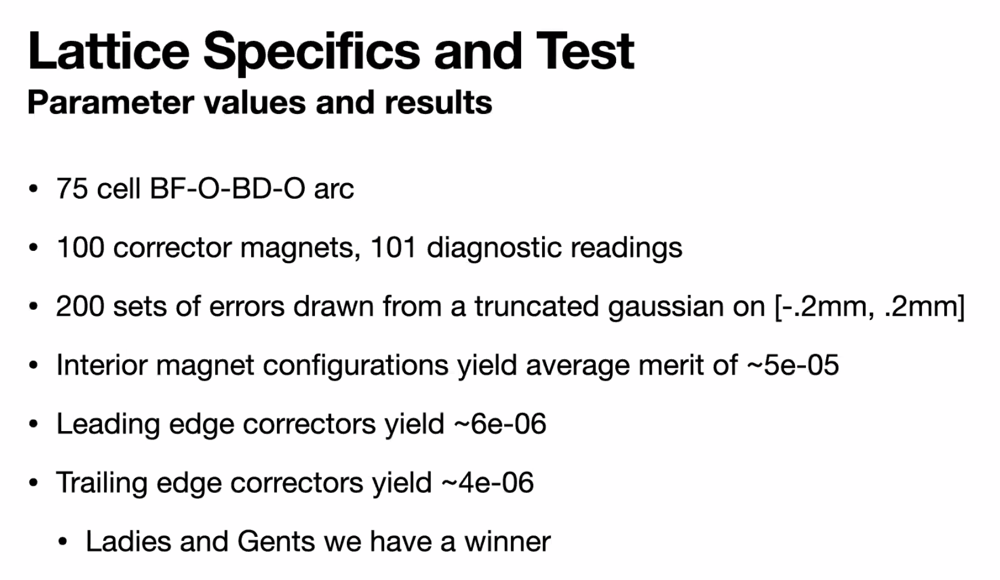 Lattice Specifics and Test
Parameter values and results
• 75 cell BF-O-BD-O arc
• 100 corrector magnets, 101 diagnostic readings
• 200 sets of errors drawn from a truncated gaussian on [-.2mm, .2mm]
• Interior magnet configurations yield average merit of ~5e-05
• Leading edge correctors yield ~6e-06
• Trailing edge correctors yield ~4e-06
• Ladies and Gents we have a winner